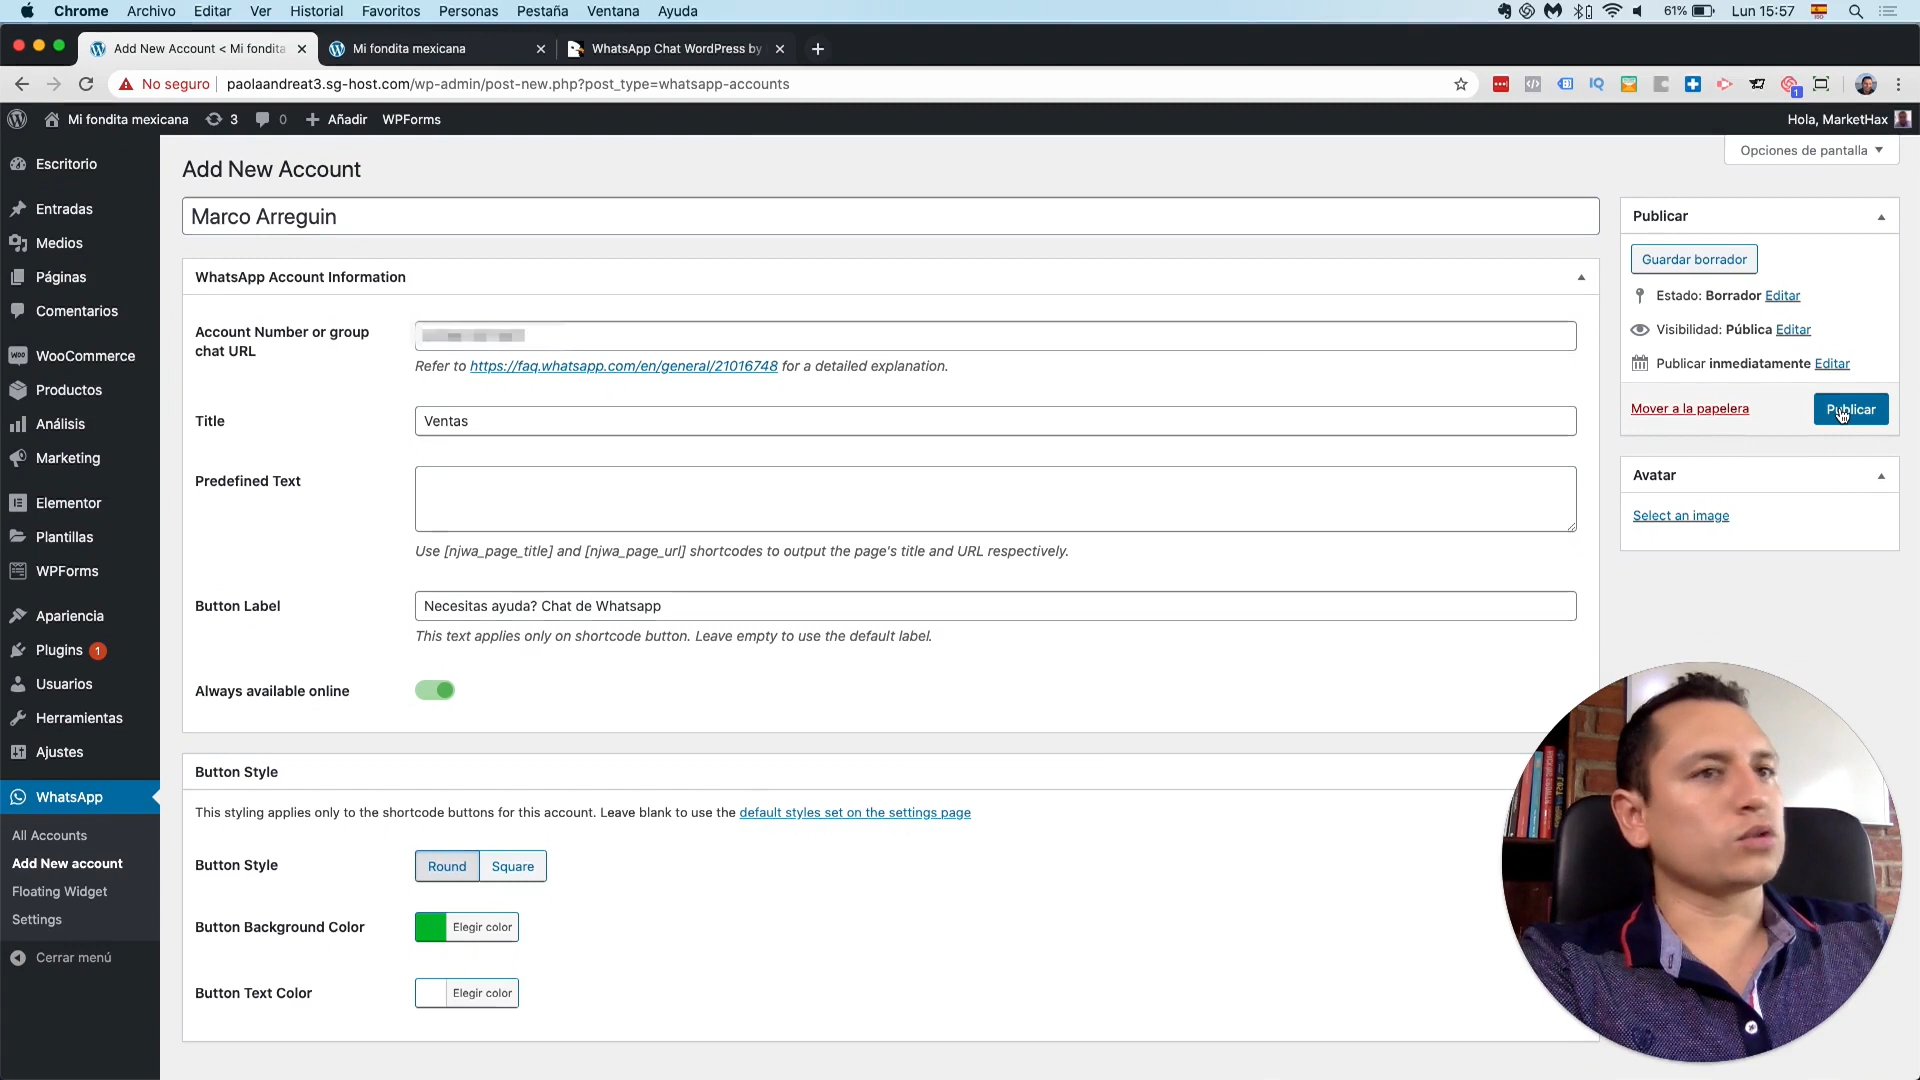 Chrome Archivo Editar Ver Historial Favoritos Personas Pestaña Ventana Ayuda 61% Lun 15:57
Add New Account < Mi fondita Mi fondita mexicana WhatsApp Chat WordPress by
No seguro paolaandreat3.sg-host.com/wp-admin/post-new.php?post_type=whatsapp-accounts
Mi fondita mexicana 3 0 Añadir WPForms Hola, MarketHax
Opciones de pantalla
Escritorio
Entradas
Medios
Páginas
Comentarios
WooCommerce
Productos
Análisis
Marketing
Elementor
Plantillas
WPForms
Apariencia
Plugins 1
Usuarios
Herramientas
Ajustes
WhatsApp
All Accounts
Add New account
Floating Widget
Settings
Cerrar menú
Add New Account
Marco Arreguin
WhatsApp Account Information
Account Number or group
chat URL
Refer to https://faq.whatsapp.com/en/general/21016748 for a detailed explanation.
Title
Ventas
Predefined Text
Use [njwa_page_title] and [njwa_page_url] shortcodes to output the page's title and URL respectively.
Button Label
Necesitas ayuda? Chat de Whatsapp
This text applies only on shortcode button. Leave empty to use the default label.
Always available online
Button Style
This styling applies only to the shortcode buttons for this account. Leave blank to use the default styles set on the settings page
Button Style
Round Square
Button Background Color
Elegir color
Button Text Color
Elegir color
Publicar
Guardar borrador
Estado: Borrador Editar
Visibilidad: Pública Editar
Publicar inmediatamente Editar
Mover a la papelera
Publicar
Avatar
Select an image